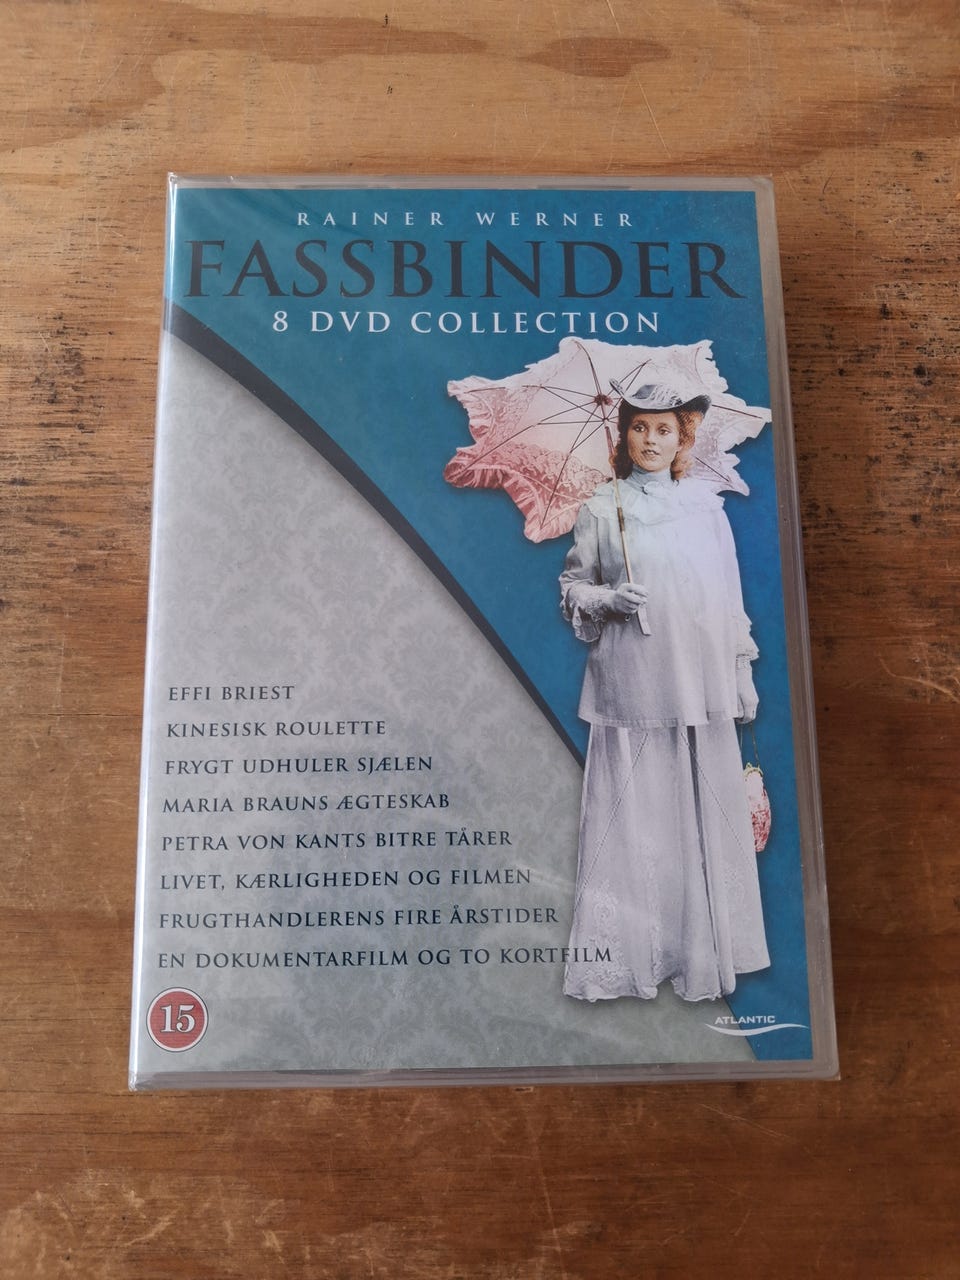 RAINER WERNER
FASSBINDER
8 DVD COLLECTION
EFFI BRIEST
KINESISK ROULETTE
FRYGT UDHULER SJÆLEN
MARIA BRAUNS ÆGTESKAB
PETRA VON KANTS BITRE TÅRER
LIVET, KÆRLIGHEDEN OG FILMEN
FRUGTHANDLERENS FIRE ÅRSTIDER
EN DOKUMENTARFILM OG TO KORTFILM
15
ATLANTIC